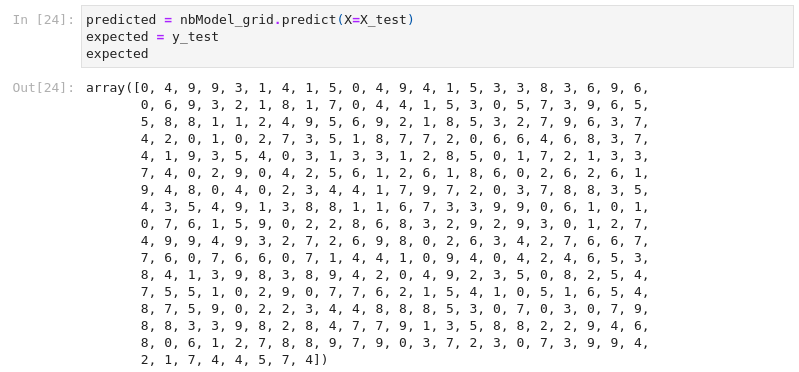 In [24]: predicted = nbModel_grid.predict(X=X_test)
expected = y_test
expected
Out[24]: array([0, 4, 9, 9, 3, 1, 4, 1, 5, 0, 4, 9, 4, 1, 5, 3, 3, 8, 3, 6, 9, 6,
0, 6, 9, 3, 2, 1, 8, 1, 7, 0, 4, 4, 1, 5, 3, 0, 5, 7, 3, 9, 6, 5,
5, 8, 8, 1, 1, 2, 4, 9, 5, 6, 9, 2, 1, 8, 5, 3, 2, 7, 9, 6, 3, 7,
4, 2, 0, 1, 0, 2, 7, 3, 5, 1, 8, 7, 7, 2, 0, 6, 6, 4, 6, 8, 3, 7,
4, 1, 9, 3, 5, 4, 0, 3, 1, 3, 3, 1, 2, 8, 5, 0, 1, 7, 2, 1, 3, 3,
7, 4, 0, 2, 9, 0, 4, 2, 5, 6, 1, 2, 6, 1, 8, 6, 0, 2, 6, 2, 6, 1,
9, 4, 8, 0, 4, 0, 2, 3, 4, 4, 1, 7, 9, 7, 2, 0, 3, 7, 8, 8, 3, 5,
4, 3, 5, 4, 9, 1, 3, 8, 8, 1, 1, 6, 7, 3, 3, 9, 9, 0, 6, 1, 0, 1,
0, 7, 6, 1, 5, 9, 0, 2, 2, 8, 6, 8, 3, 2, 9, 2, 9, 3, 0, 1, 2, 7,
4, 9, 9, 4, 9, 3, 2, 7, 2, 6, 9, 8, 0, 2, 6, 3, 4, 2, 7, 6, 6, 7,
7, 6, 0, 7, 6, 6, 0, 7, 1, 4, 4, 1, 0, 9, 4, 0, 4, 2, 4, 6, 5, 3,
8, 4, 1, 3, 9, 8, 3, 8, 9, 4, 2, 0, 4, 9, 2, 3, 5, 0, 8, 2, 5, 4,
7, 5, 5, 1, 0, 2, 9, 0, 7, 7, 6, 2, 1, 5, 4, 1, 0, 5, 1, 6, 5, 4,
8, 7, 5, 9, 0, 2, 2, 3, 4, 4, 8, 8, 8, 5, 3, 0, 7, 0, 3, 0, 7, 9,
8, 8, 3, 3, 9, 8, 2, 8, 4, 7, 7, 9, 1, 3, 5, 8, 8, 2, 2, 9, 4, 6,
8, 0, 6, 1, 2, 7, 8, 8, 9, 7, 9, 0, 3, 7, 2, 3, 0, 7, 3, 9, 9, 4,
2, 1, 7, 4, 4, 5, 7, 4])